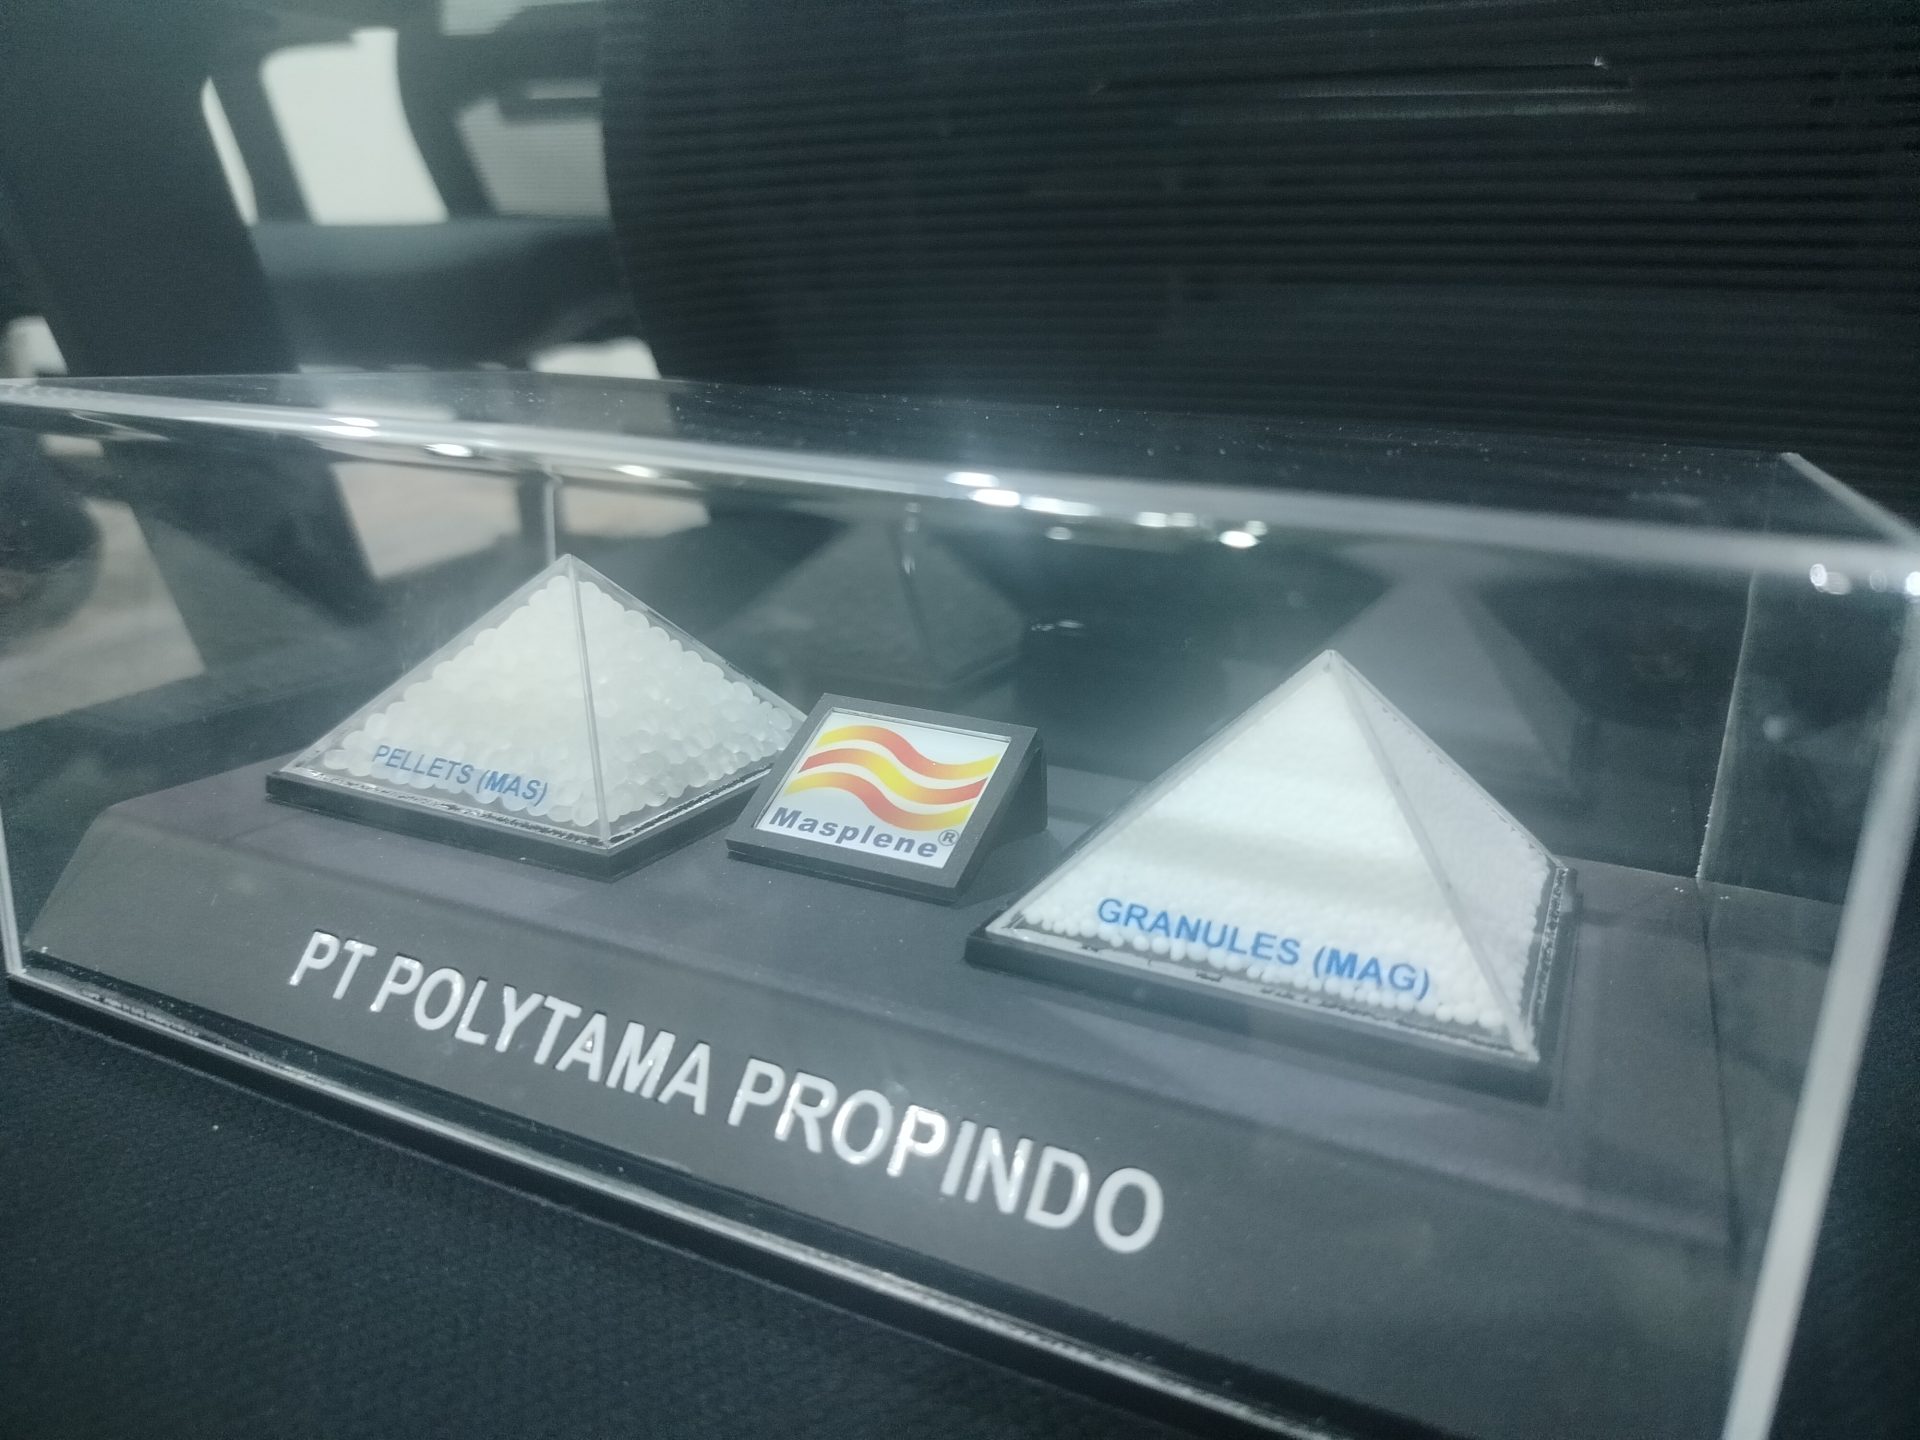 PELLETS (MAS)
Masplene®
GRANULES (MAG)
PT POLYTAMA PROPINDO